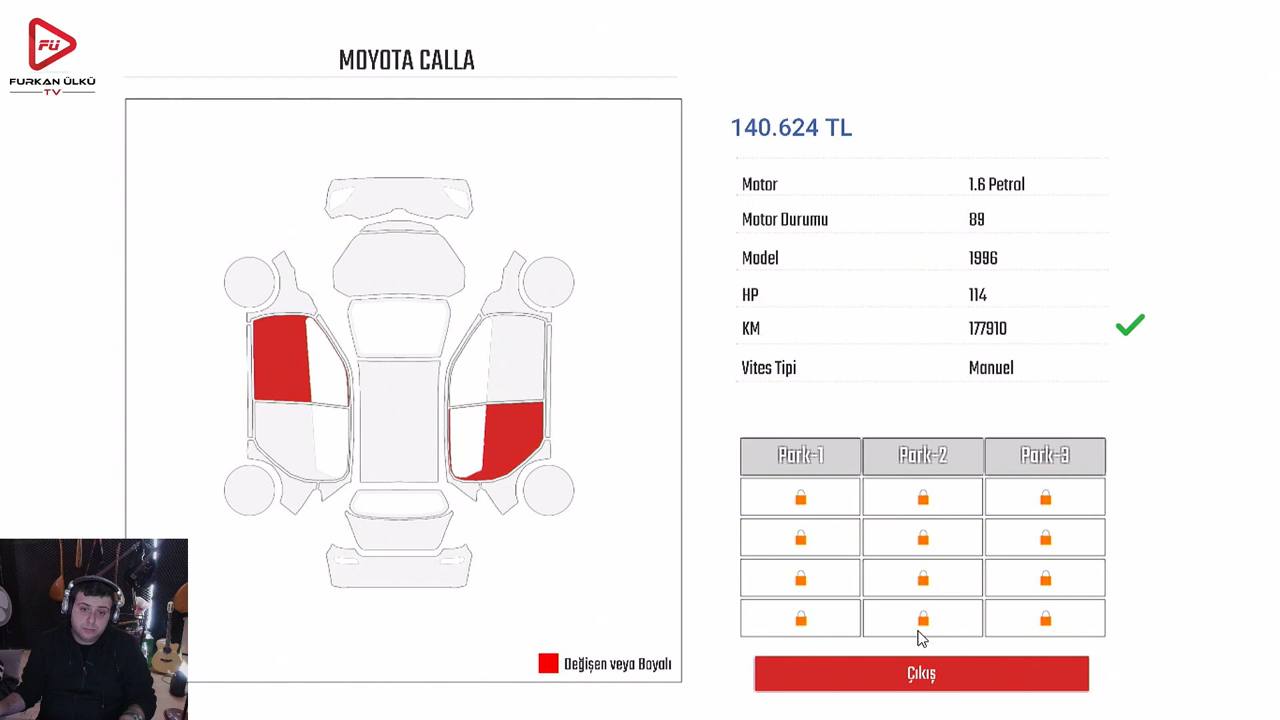 FU
FURKAN ÜLKÜ
TV
MOYOTA CALLA
140.624 TL
Motor 1.6 Petrol
Motor Durumu 89
Model 1996
HP 114
KM 177910
Vites Tipi Manuel
Park-1 Park-2 Park-3
Çıkış
Değişen veya Boyalı